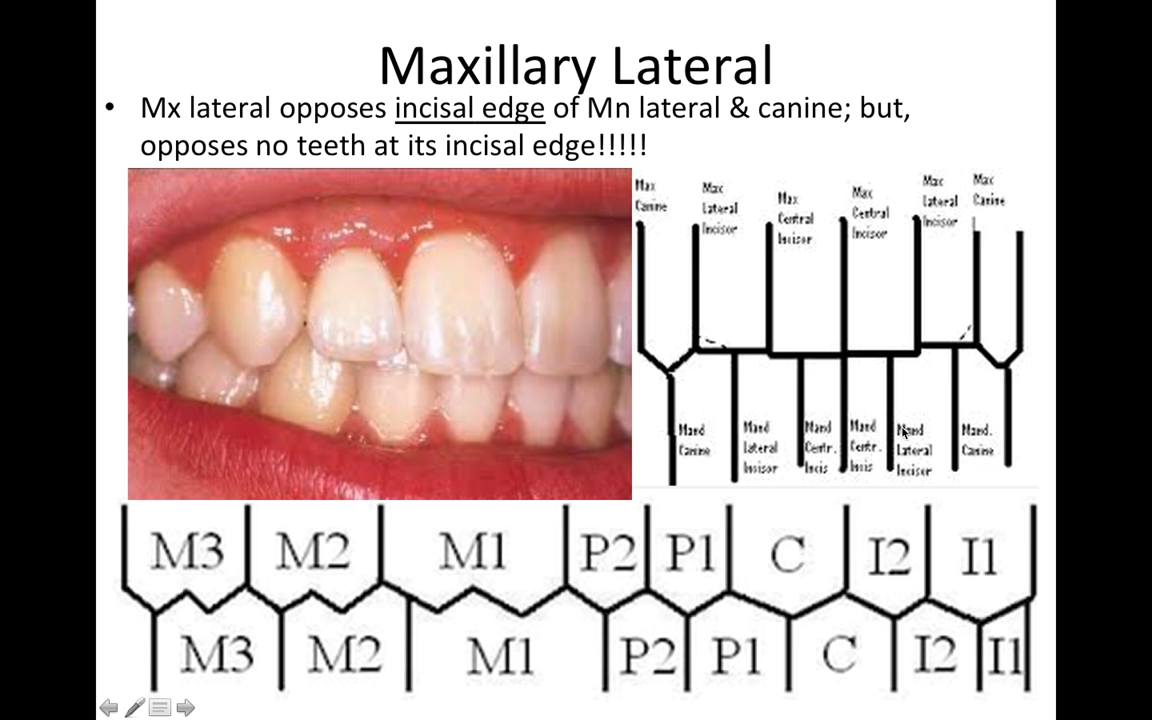 Maxillary Lateral
• Mx lateral opposes incisal edge of Mn lateral & canine; but,
opposes no teeth at its incisal edge!!!!!
Max
Canine
Max
Lateral
Incisor
Max
Central
Incisor
Max
Central
Incisor
Max
Lateral
Incisor
Max
Canine
Mand
Canine
Mand
lateral
Incisor
Mand
Centr.
Incis
Mand
Centr.
Incis
Mand
Lateral
Incisor
Mand.
Canine
M3 M2 M1 P2 P1 C I2 I1
M3 M2 M1 P2 P1 C I2 I1